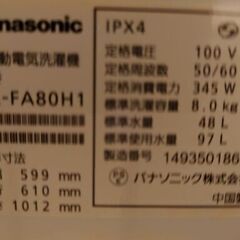 nasonic
動電気洗濯機
-FA80H1
寸法
599 mm
610 mm
1012 mm
IPX4
定格電圧 100 V
定格周波数 50/60
定格消費電力 345 W
標準洗濯容量 8.0 k
標準水量 48 L
標準使用水量 97 L
製造番号 149350186
パナソニック株式会
中国製